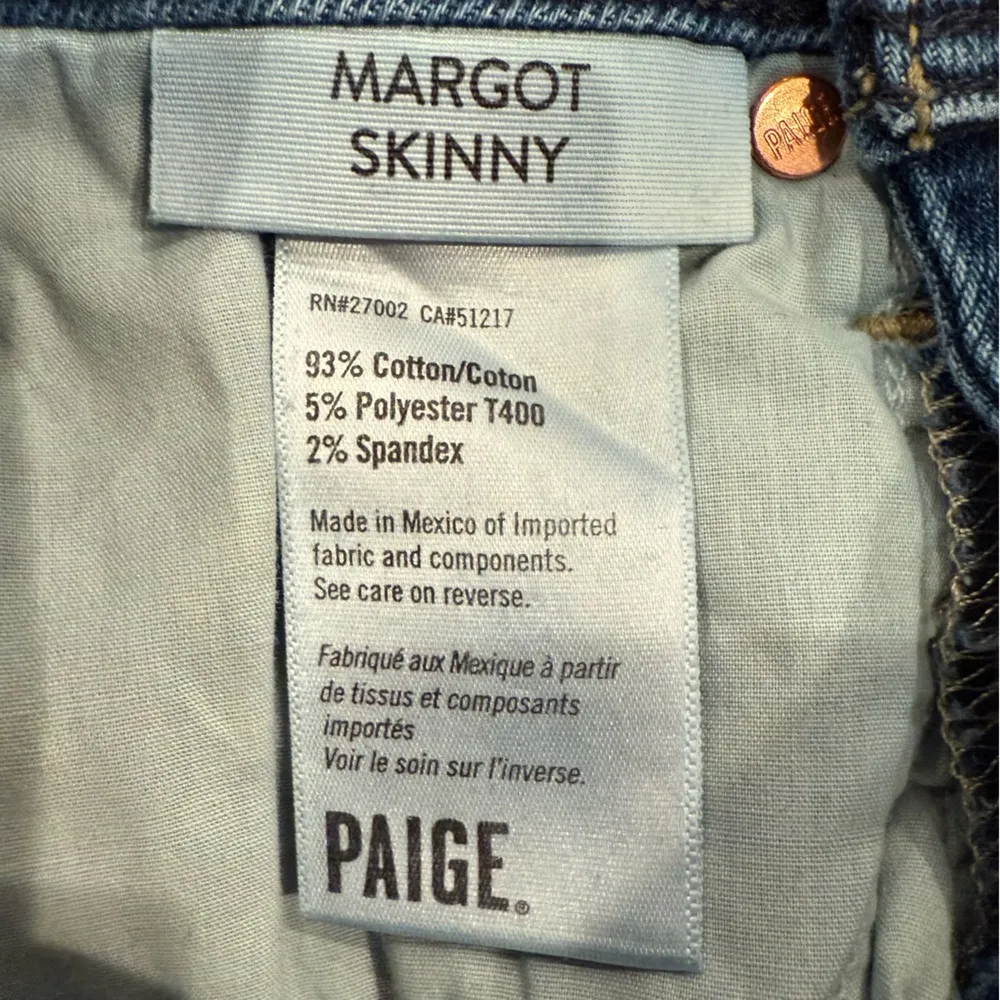 MARGOT
SKINNY
PAIGE
RN#27002 CA#51217
93% Cotton/Coton
5% Polyester T400
2% Spandex
Made in Mexico of Imported
fabric and components.
See care on reverse.
Fabriqué aux Mexique à partir
de tissus et composants
importés
Voir le soin sur l'inverse.
PAIGE®